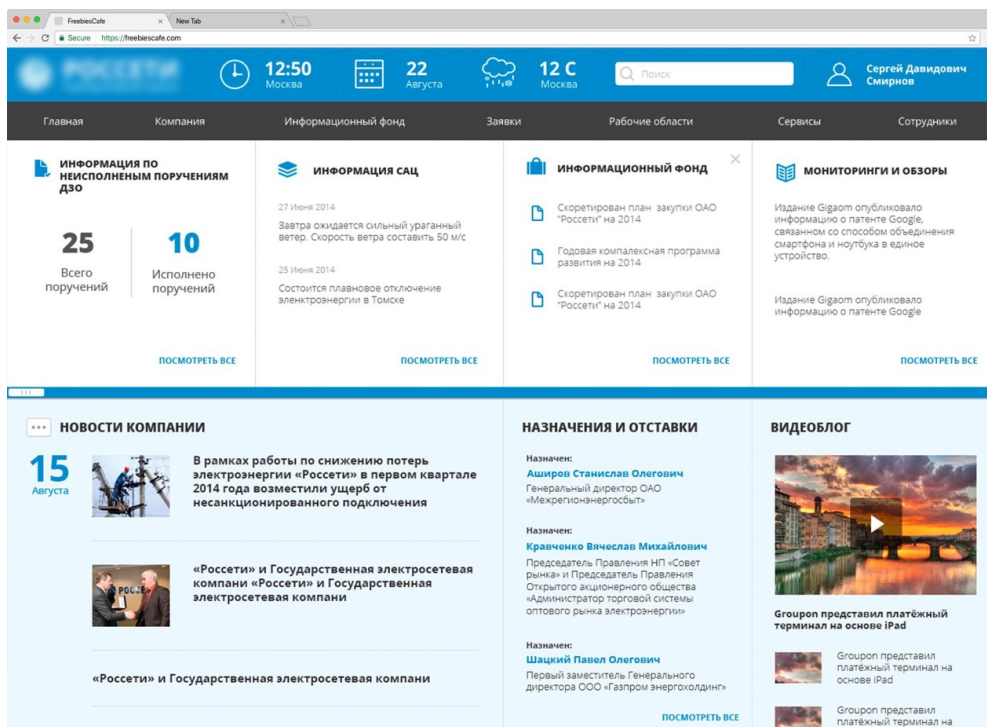 FreebiesCafe
New Tab
Secure https://freebiescafe.com
РОССЕТИ
12:50
Москва
22
Августа
12 С
Москва
Поиск
Сергей Давидович
Смирнов
Главная
Компания
Информационный фонд
Заявки
Рабочие области
Сервисы
Сотрудники
ИНФОРМАЦИЯ ПО
НЕИСПОЛНЕНЫМ ПОРУЧЕНИЯМ
ДЗО
25
Всего
поручений
10
Исполнено
поручений
ПОСМОТРЕТЬ ВСЕ
ИНФОРМАЦИЯ САЦ
27 Июня 2014
Завтра ожидается сильный ураганный
ветер. Скорость ветра составить 50 м/с
25 Июня 2014
Состоится плавновое отключение
эленктроэнергии в Томске
ПОСМОТРЕТЬ ВСЕ
ИНФОРМАЦИОННЫЙ ФОНД
Скоретирован план закупки ОАО
"Россети" на 2014
Годовая компалексная программа
развития на 2014
Скоретирован план закупки ОАО
"Россети" на 2014
ПОСМОТРЕТЬ ВСЕ
МОНИТОРИНГИ И ОБЗОРЫ
Издание Gigaom опубликовало
информацию о патенте Google,
связанном со способом объединения
смартфона и ноутбука в единое
устройство.
Издание Gigaom опубликовало
информацию о патенте Google
ПОСМОТРЕТЬ ВСЕ
НОВОСТИ КОМПАНИИ
15
Августа
В рамках работы по снижению потерь
электроэнергии «Россети» в первом квартале
2014 года возместили ущерб от
несанкционированного подключения
«Россети» и Государственная электросетевая
компани «Россети» и Государственная
электросетевая компани
«Россети» и Государственная электросетевая компани
НАЗНАЧЕНИЯ И ОТСТАВКИ
Назначен:
Аширов Станислав Олегович
Генеральный директор ОАО
«Межрегионэнергосбыт»
Назначен:
Кравченко Вячеслав Михайлович
Председатель Правления НП «Совет
рынка» и Председатель Правления
Открытого акционерного общества
«Администратор торговой системы
оптового рынка электроэнергии»
Назначен:
Шацкий Павел Олегович
Первый заместитель Генерального
директора ООО «Газпром энергохолдинг»
ПОСМОТРЕТЬ ВСЕ
ВИДЕОБЛОГ
Groupon представил платёжный
терминал на основе iPad
Groupon представил
платёжный терминал на
основе iPad
Groupon представил
платёжный терминал на